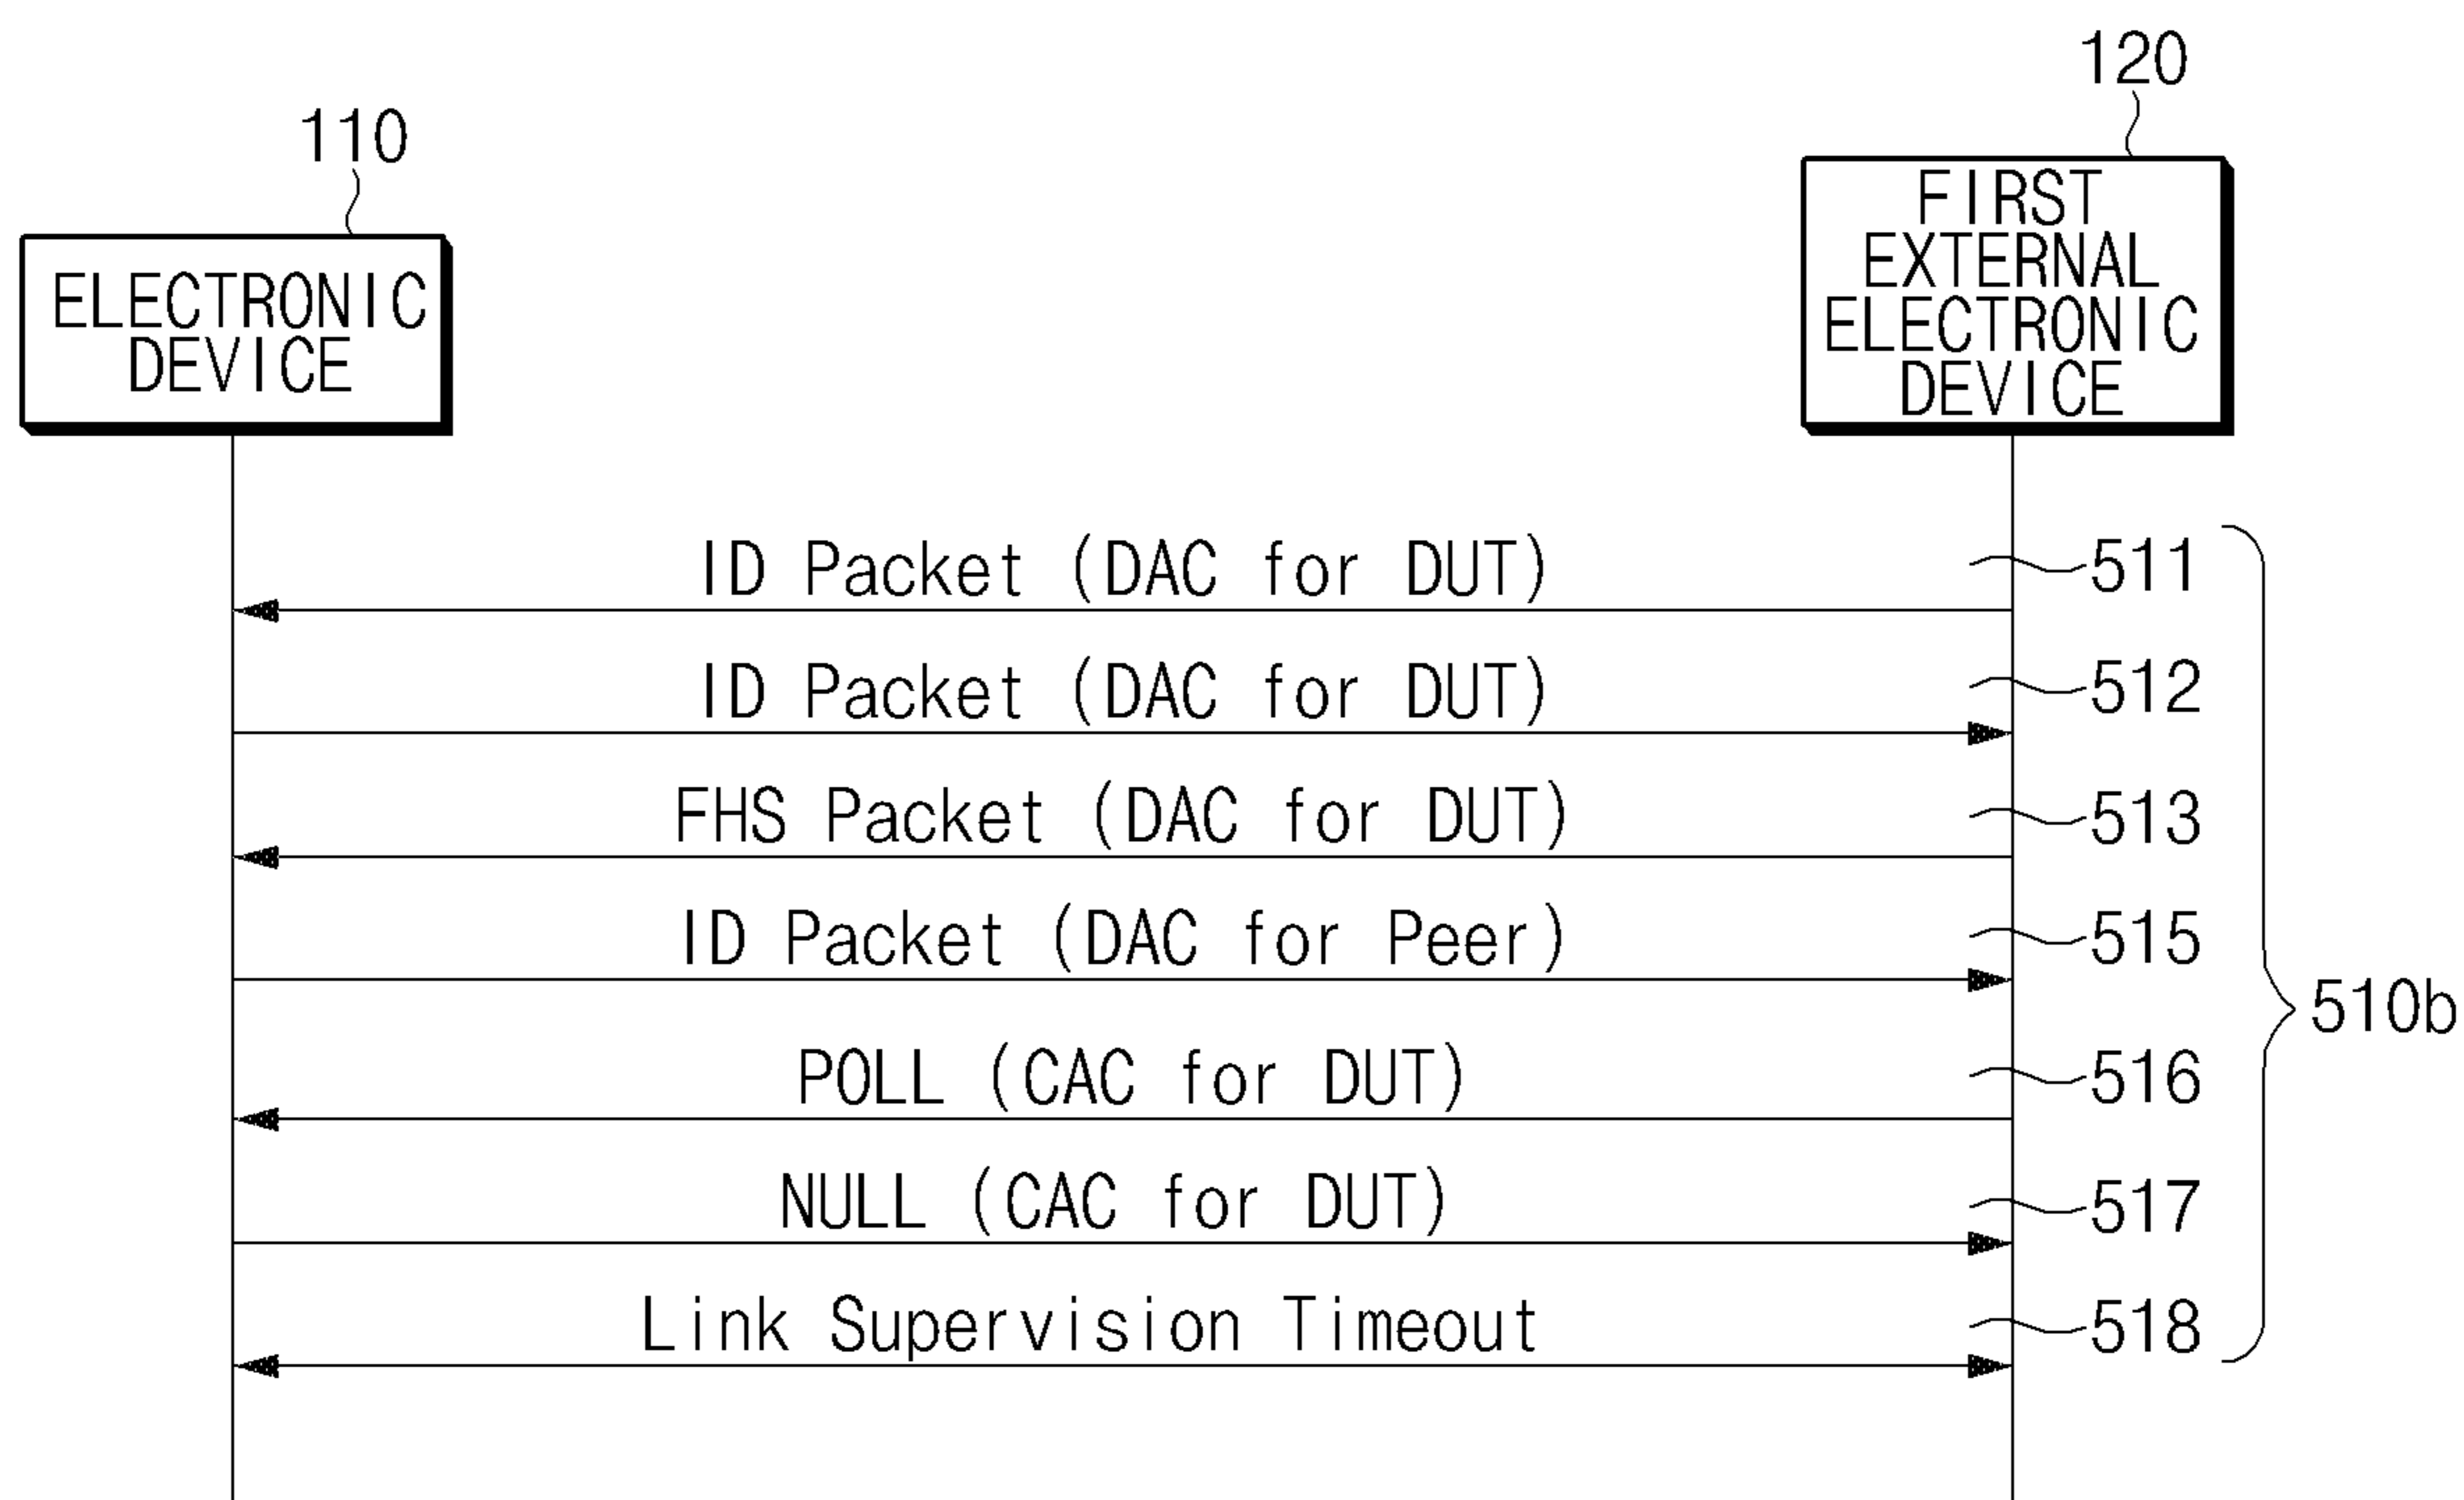 120
110
FIRST
EXTERNAL
ELECTRONIC
DEVICE
ELECTRONIC
DEVICE
ID Packet (DAC for DUT)
511
ID Packet (DAC for DUT)
512
FHS Packet (DAC for DUT)
513
ID Packet (DAC for Peer)
515
510b
POLL (CAC for DUT)
516
NULL (CAC for DUT)
517
Link Supervision Timeout
518